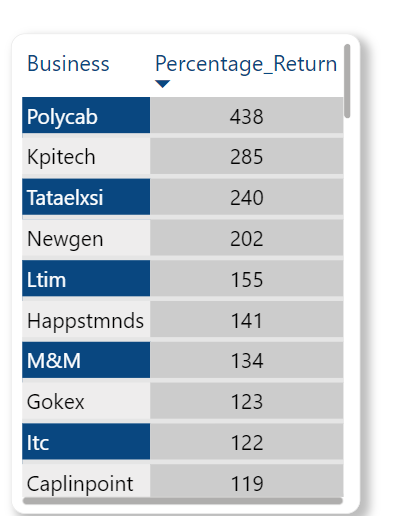 Business Percentage_Return
Polycab 438
Kpitech 285
Tataelxsi 240
Newgen 202
Ltim 155
Happstmnds 141
M&M 134
Gokex 123
Itc 122
Caplinpoint 119